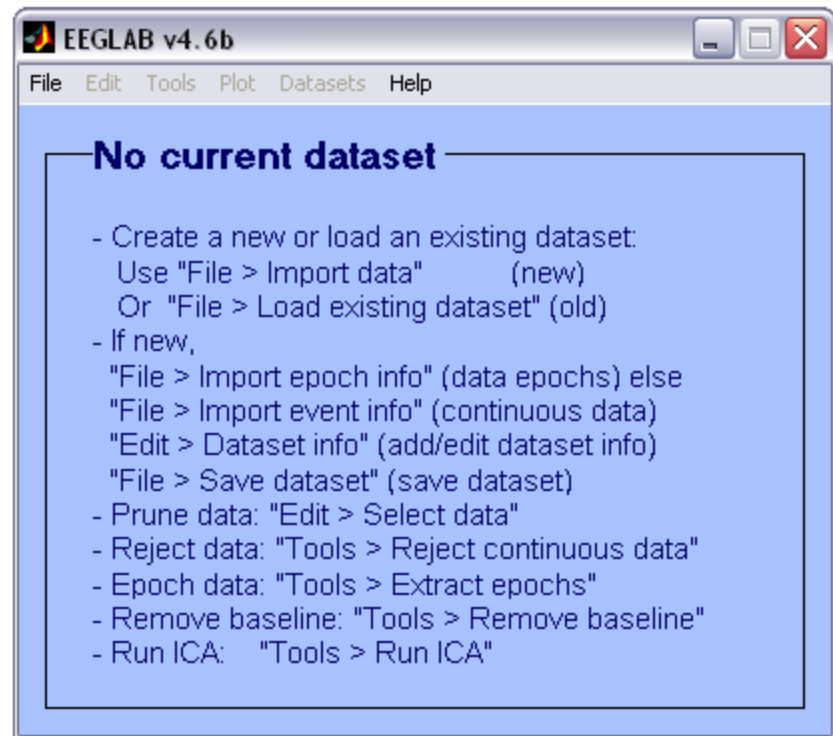 EEGLAB v4.6b
File Edit Tools Plot Datasets Help
No current dataset
- Create a new or load an existing dataset:
Use "File > Import data" (new)
Or "File > Load existing dataset" (old)
- If new,
"File > Import epoch info" (data epochs) else
"File > Import event info" (continuous data)
"Edit > Dataset info" (add/edit dataset info)
"File > Save dataset" (save dataset)
- Prune data: "Edit > Select data"
- Reject data: "Tools > Reject continuous data"
- Epoch data: "Tools > Extract epochs"
- Remove baseline: "Tools > Remove baseline"
- Run ICA: "Tools > Run ICA"